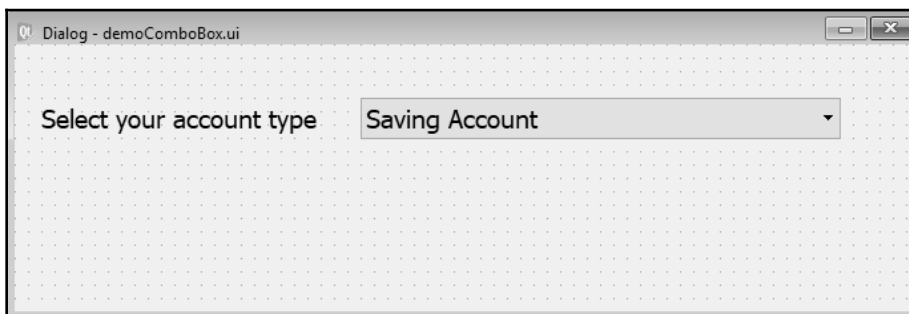 Dialog - demoComboBox.ui
Select your account type
Saving Account